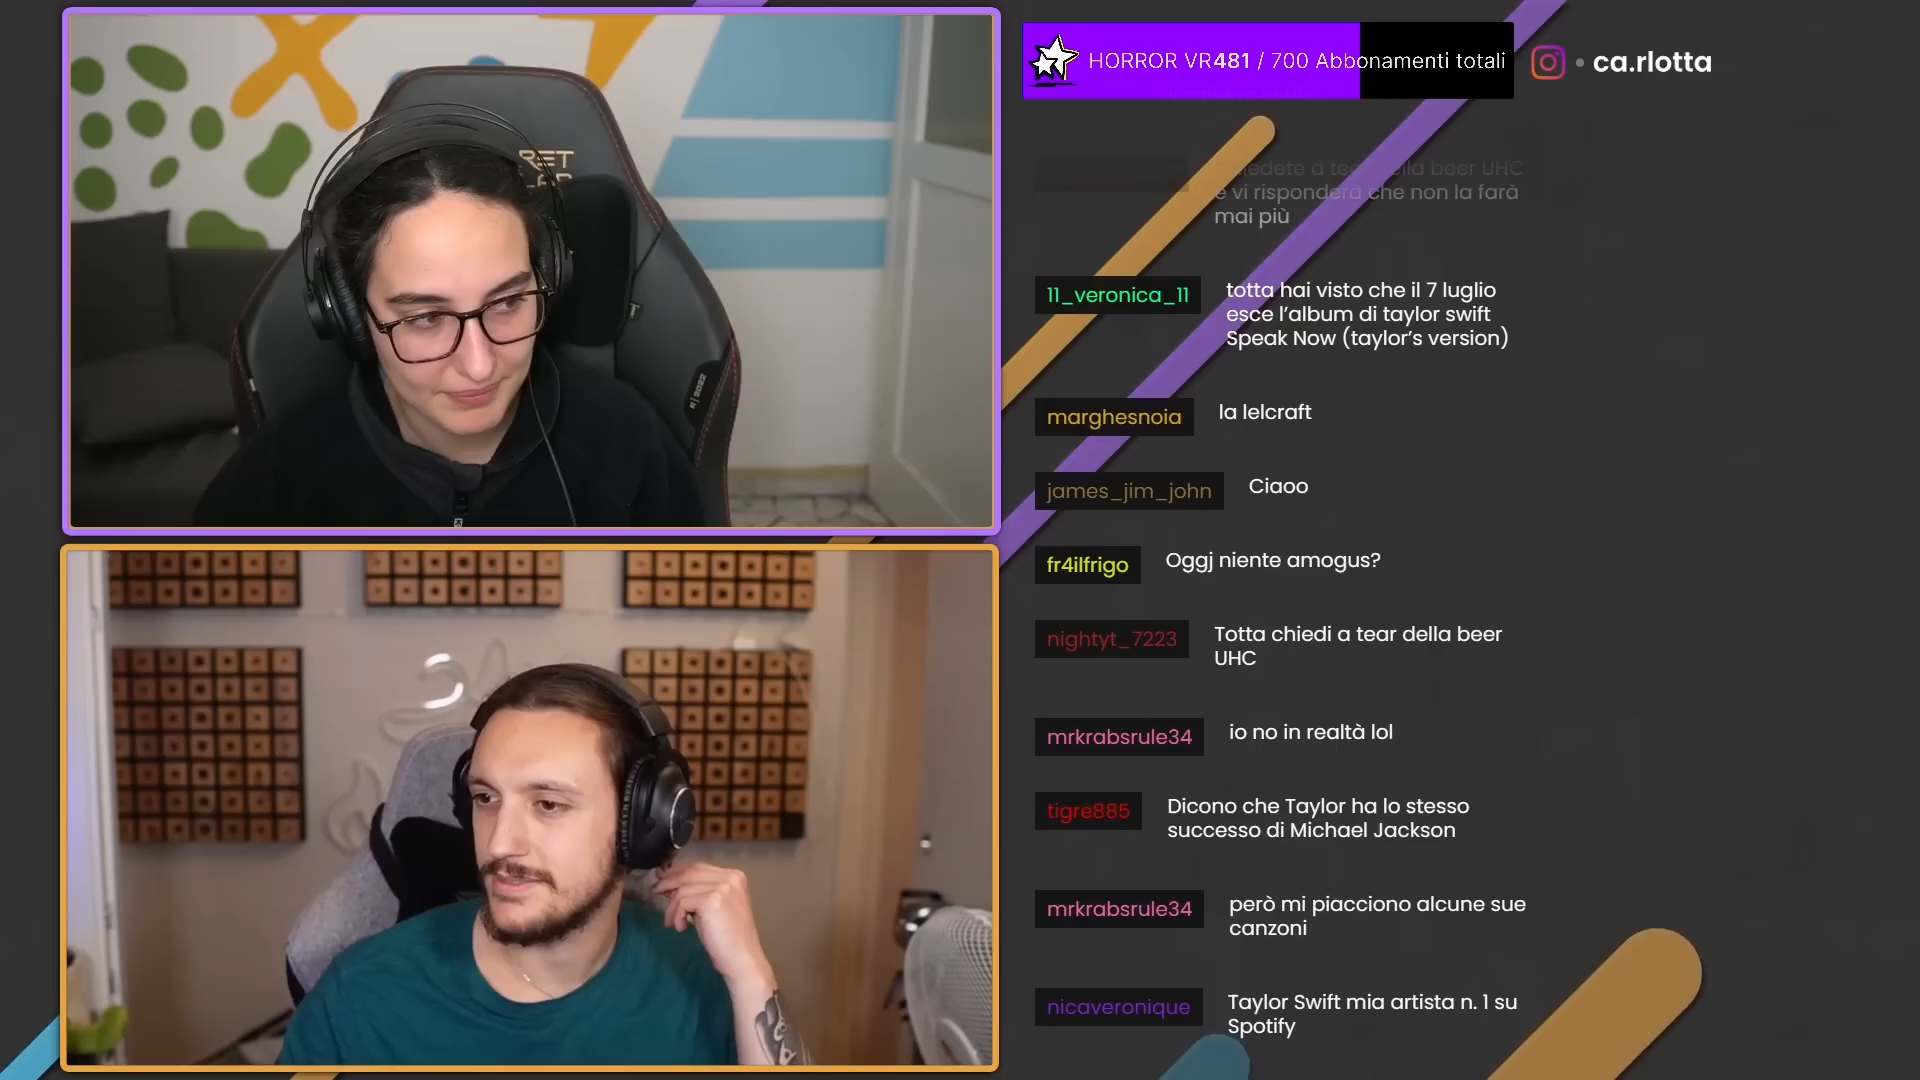 HORROR VR481 / 700 Abbonamenti totali
ca.rlotta
a tear della beer UHC
e vi risponderà che non la farà
mai più
11_veronica_11
totta hai visto che il 7 luglio
esce l'album di taylor swift
Speak Now (taylor's version)
marghesnoia
la lelcraft
james_jim_john
Ciaoo
fr4ilfrigo
Oggj niente amogus?
nightyt_7223
Totta chiedi a tear della beer
UHC
mrkrabsrule34
io no in realtà lol
tigre885
Dicono che Taylor ha lo stesso
successo di Michael Jackson
mrkrabsrule34
però mi piacciono alcune sue
canzoni
nicaveronique
Taylor Swift mia artista n. 1 su
Spotify